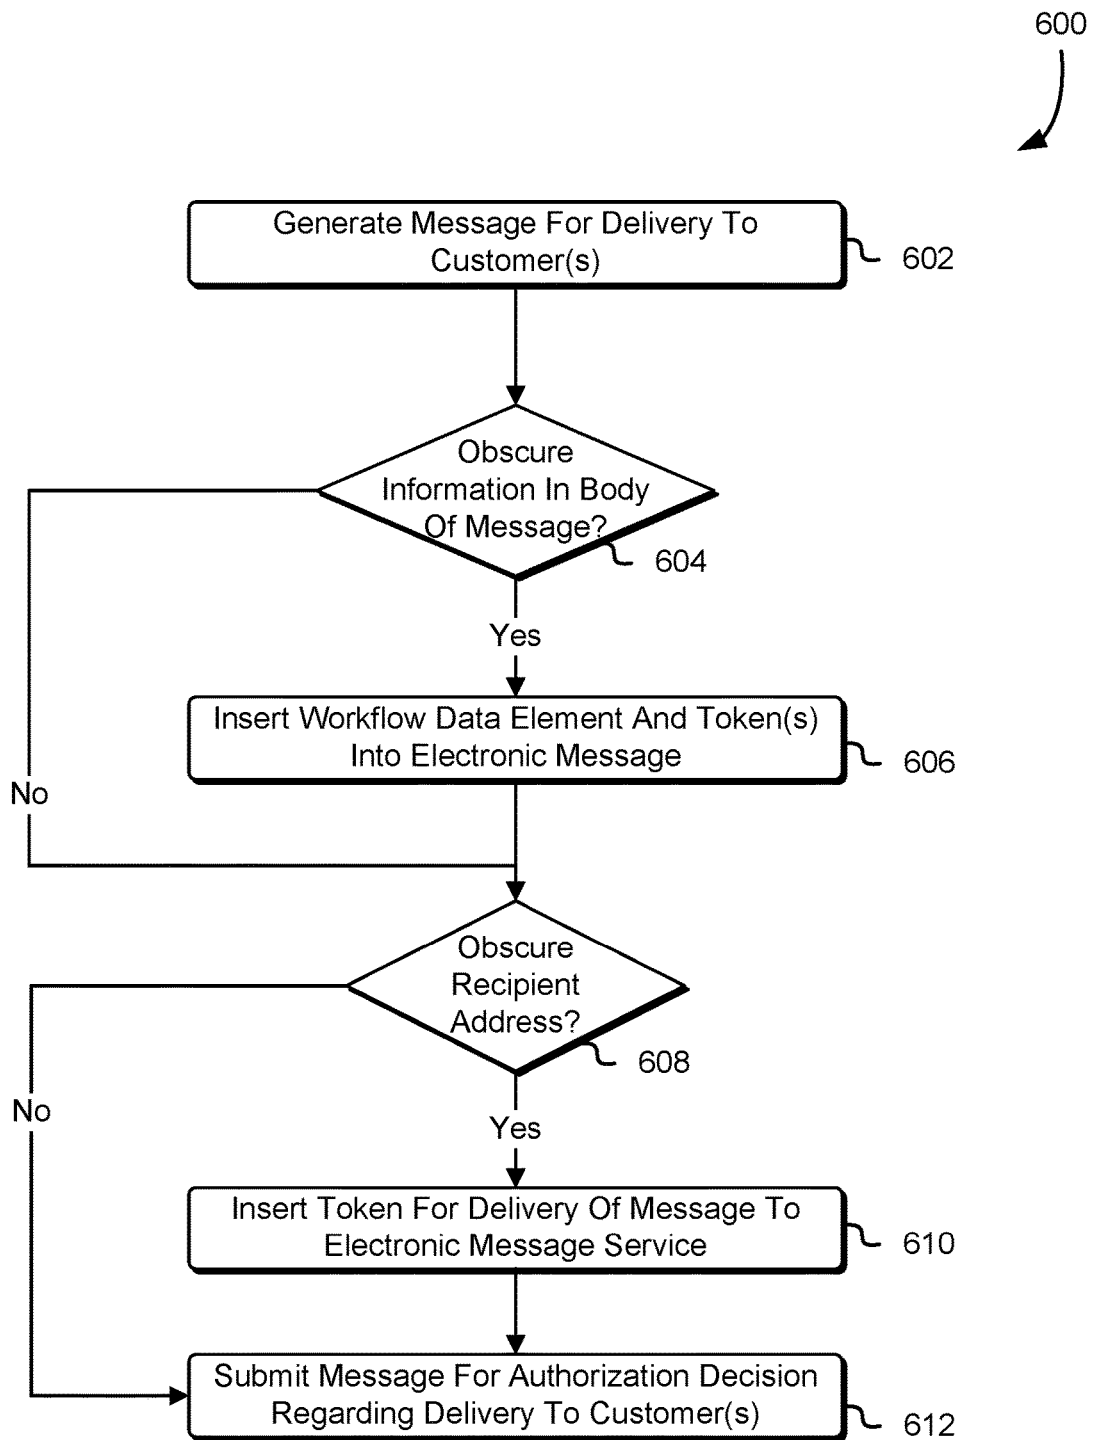 600
Generate Message For Delivery To
Customer(s)
602
Obscure
Information In Body
Of Message?
604
Yes
Insert Workflow Data Element And Token(s)
Into Electronic Message
606
No
Obscure
Recipient
Address?
608
No
Yes
Insert Token For Delivery Of Message To
Electronic Message Service
610
Submit Message For Authorization Decision
Regarding Delivery To Customer(s)
612